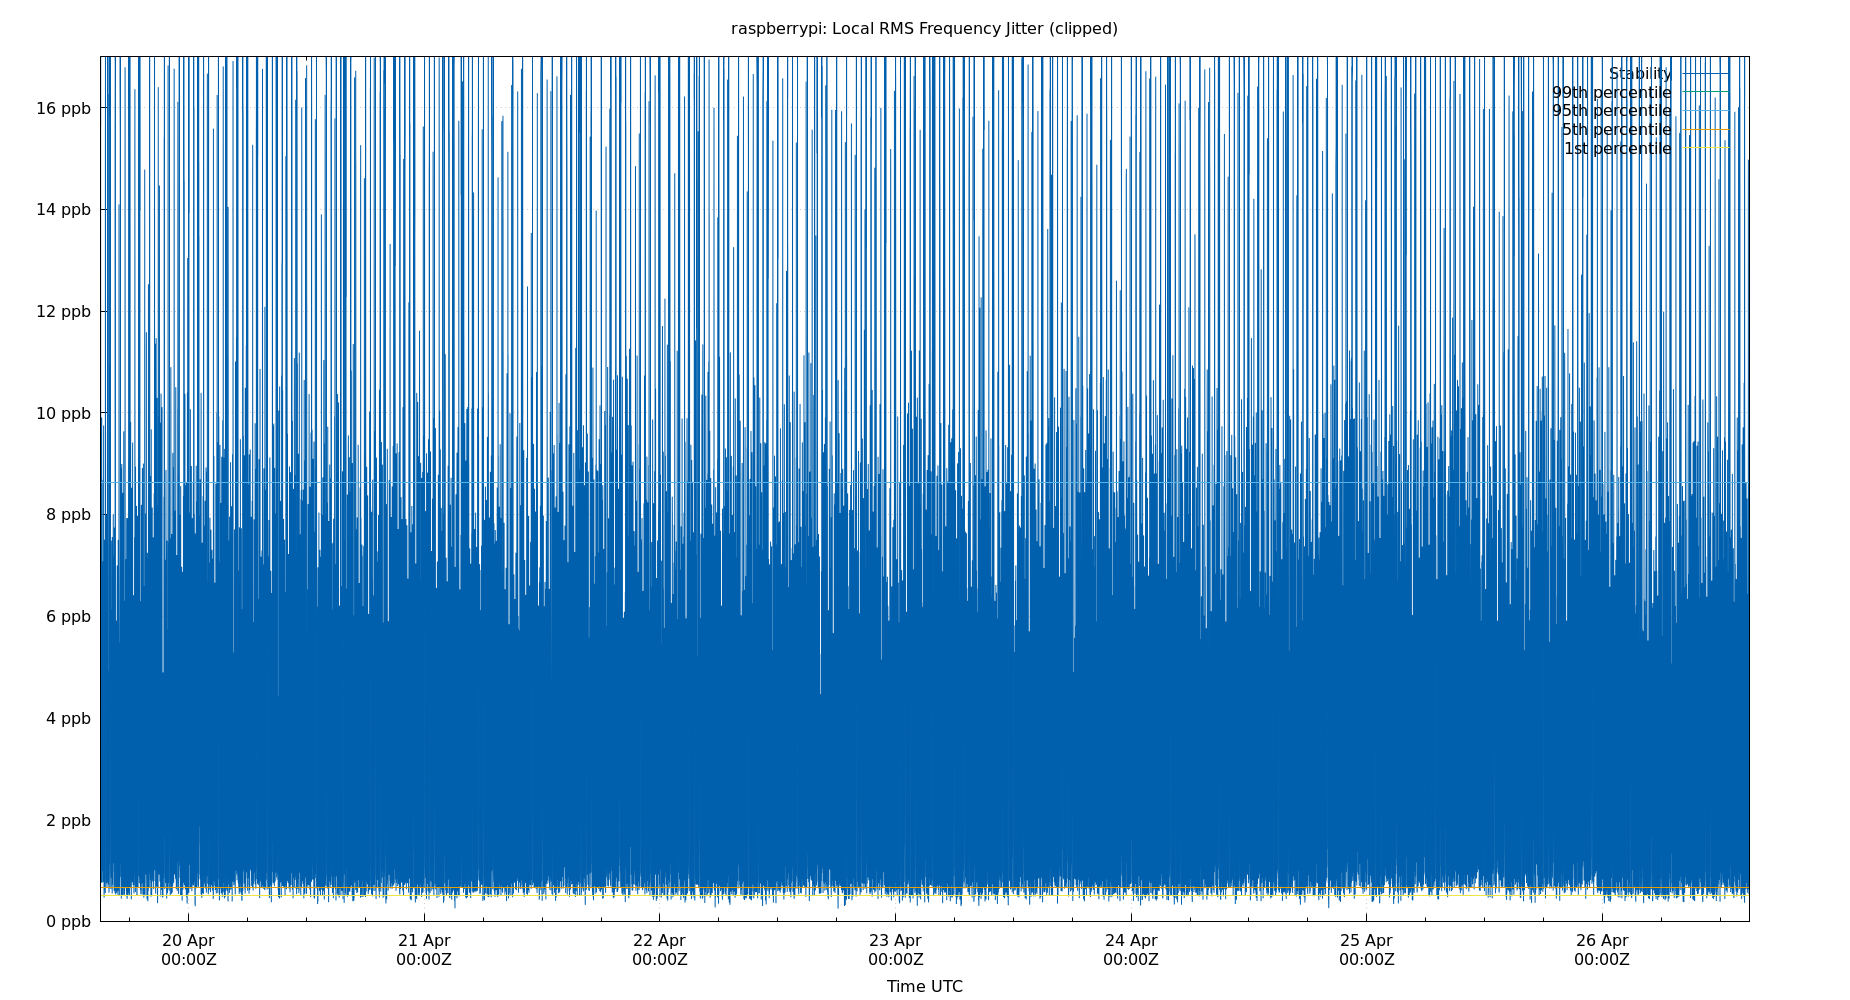 raspberrypi: Local RMS Frequency Jitter (clipped)
Stability
99th percentile
95th percentile
5th percentile
1st percentile
16 ppb
14 ppb
12 ppb
10 ppb
8 ppb
6 ppb
4 ppb
2 ppb
0 ppb
20 Apr 21 Apr 22 Apr 23 Apr 24 Apr 25 Apr 26 Apr
00:00Z 00:00Z 00:00Z 00:00Z 00:00Z 00:00Z 00:00Z
Time UTC